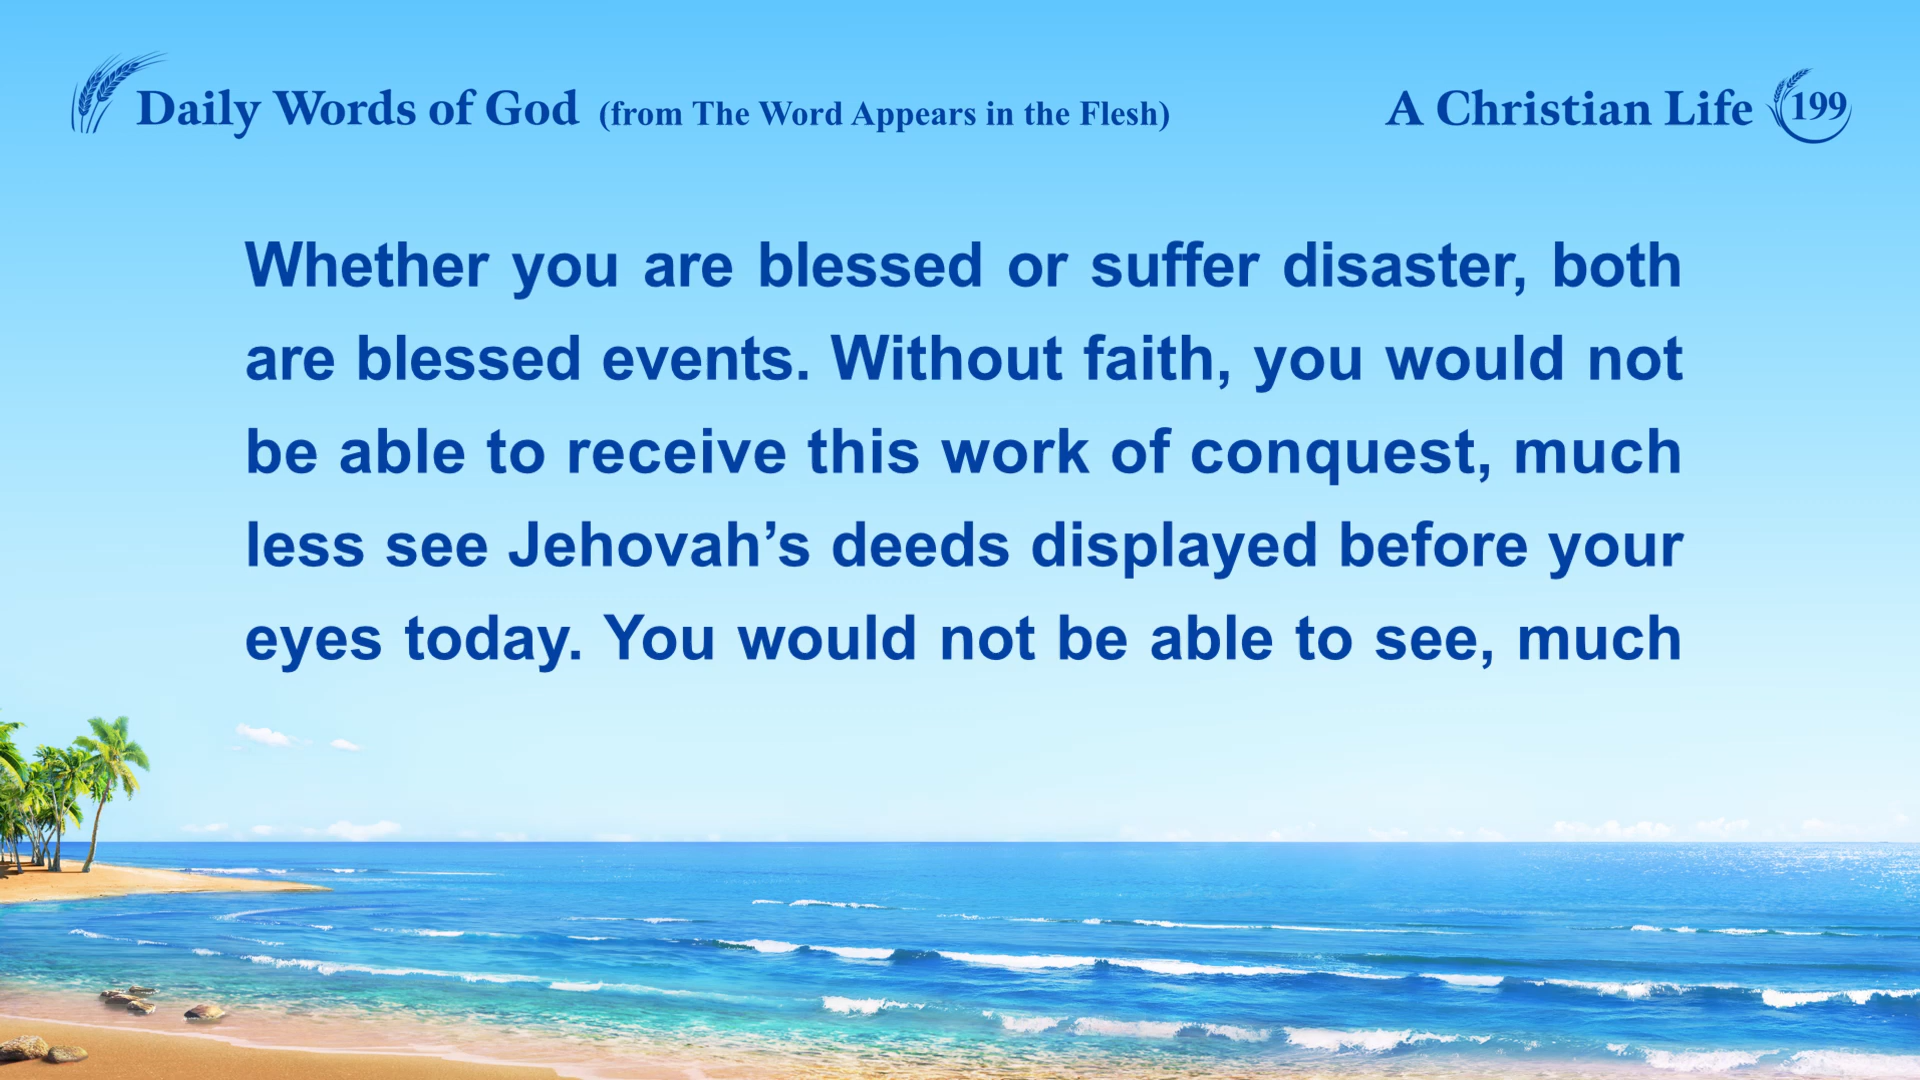 Daily Words of God (from The Word Appears in the Flesh)
A Christian Life 199
Whether you are blessed or suffer disaster, both
are blessed events. Without faith, you would not
be able to receive this work of conquest, much
less see Jehovah’s deeds displayed before your
eyes today. You would not be able to see, much